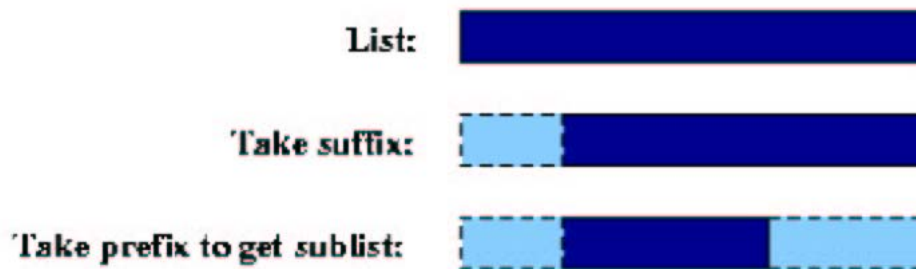 List:
Take suffix:
Take prefix to get sublist: